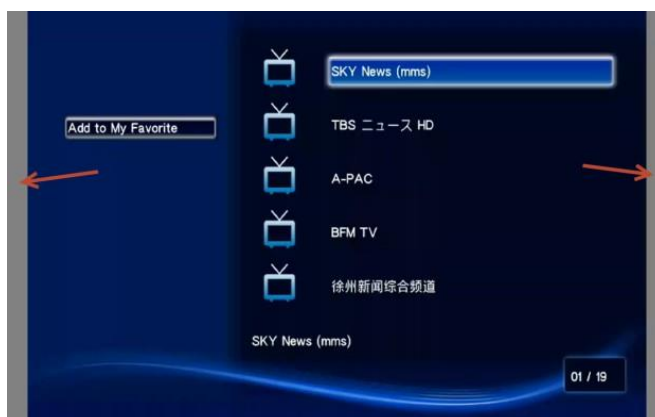 SKY News (mms)
Add to My Favorite
TBS ニュース HD
A-PAC
BFM TV
徐州新闻综合频道
SKY News (mms)
01 / 19